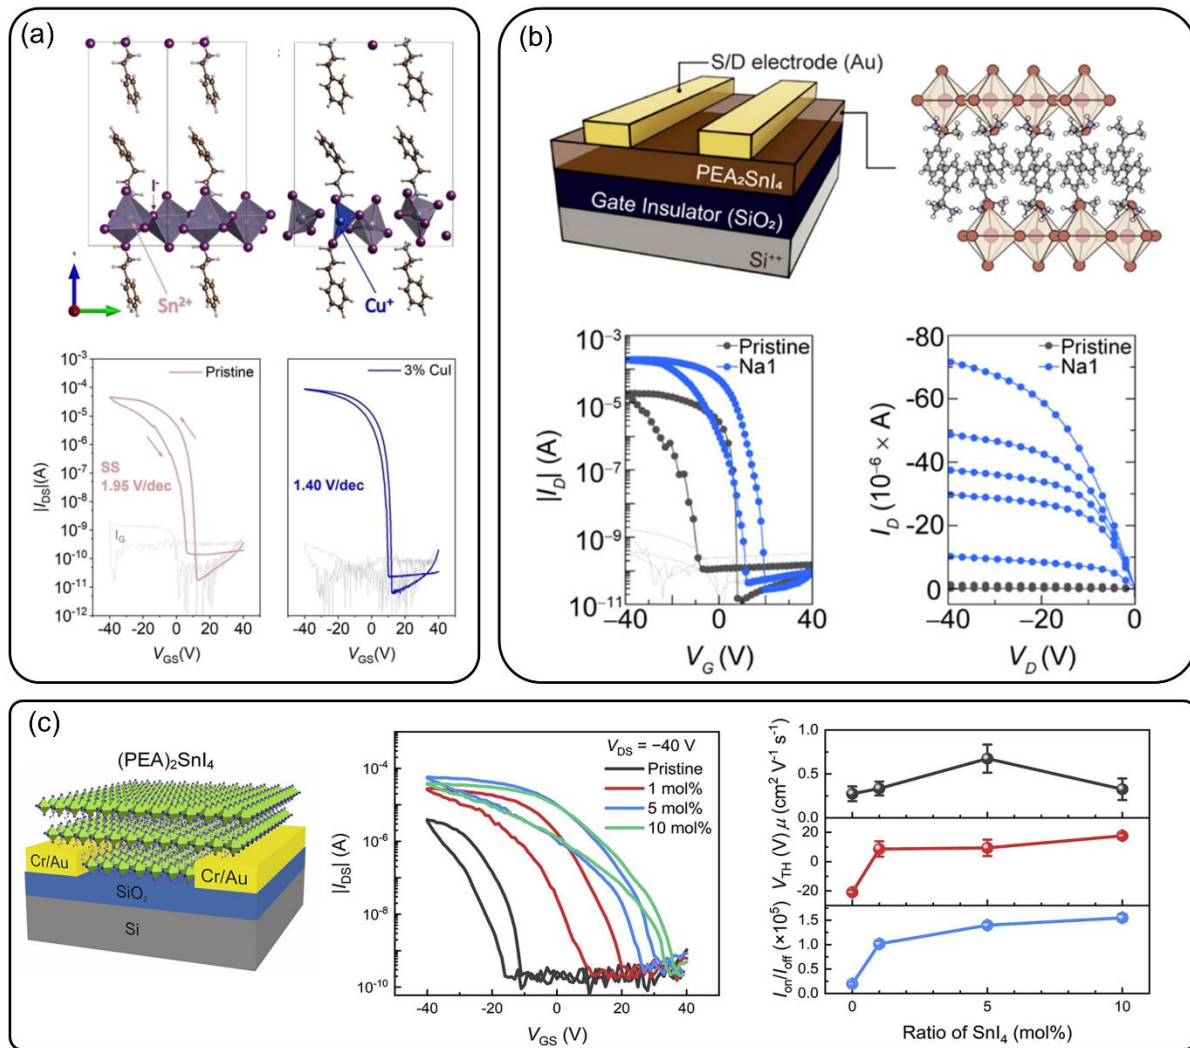 (a)
I⁻
Sn²⁺
Cu⁺
10⁻³
10⁻⁴
10⁻⁵
10⁻⁶
10⁻⁷
10⁻⁸
10⁻⁹
10⁻¹⁰
10⁻¹¹
10⁻¹²
|I_DS|(A)
Pristine
SS
1.95 V/dec
I_G
-40 -20 0 20 40
V_GS(V)
3% CuI
1.40 V/dec
-40 -20 0 20 40
V_GS(V)
(b)
S/D electrode (Au)
PEA₂SnI₄
Gate Insulator (SiO₂)
Si⁺⁺
10⁻³
10⁻⁵
10⁻⁷
10⁻⁹
10⁻¹¹
|I_D| (A)
Pristine
Na1
−40 −20 0 20 40
V_G (V)
-80
-60
-40
-20
0
I_D (10⁻⁶ × A)
Pristine
Na1
−40 −30 −20 −10 0
V_D (V)
(c)
(PEA)₂SnI₄
Cr/Au
Cr/Au
SiO₂
Si
10⁻⁴
10⁻⁶
10⁻⁸
10⁻¹⁰
|I_DS| (A)
V_DS = −40 V
Pristine
1 mol%
5 mol%
10 mol%
-40 -20 0 20 40
V_GS (V)
1.0
0.5
0.0
μ (cm² V⁻¹ s⁻¹)
20
0
-20
V_TH (V)
1.5
1.0
0.5
0.0
I_on/I_off (×10⁵)
0 5 10
Ratio of SnI₄ (mol%)